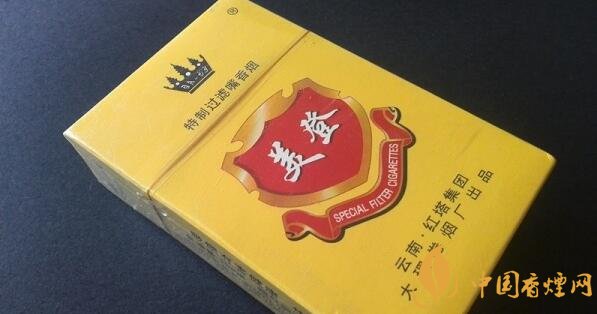 ®
特制过滤嘴香烟
美登
SPECIAL FILTER CIGARETTES
云南·红塔集团
大理卷烟厂出品
中国香烟网